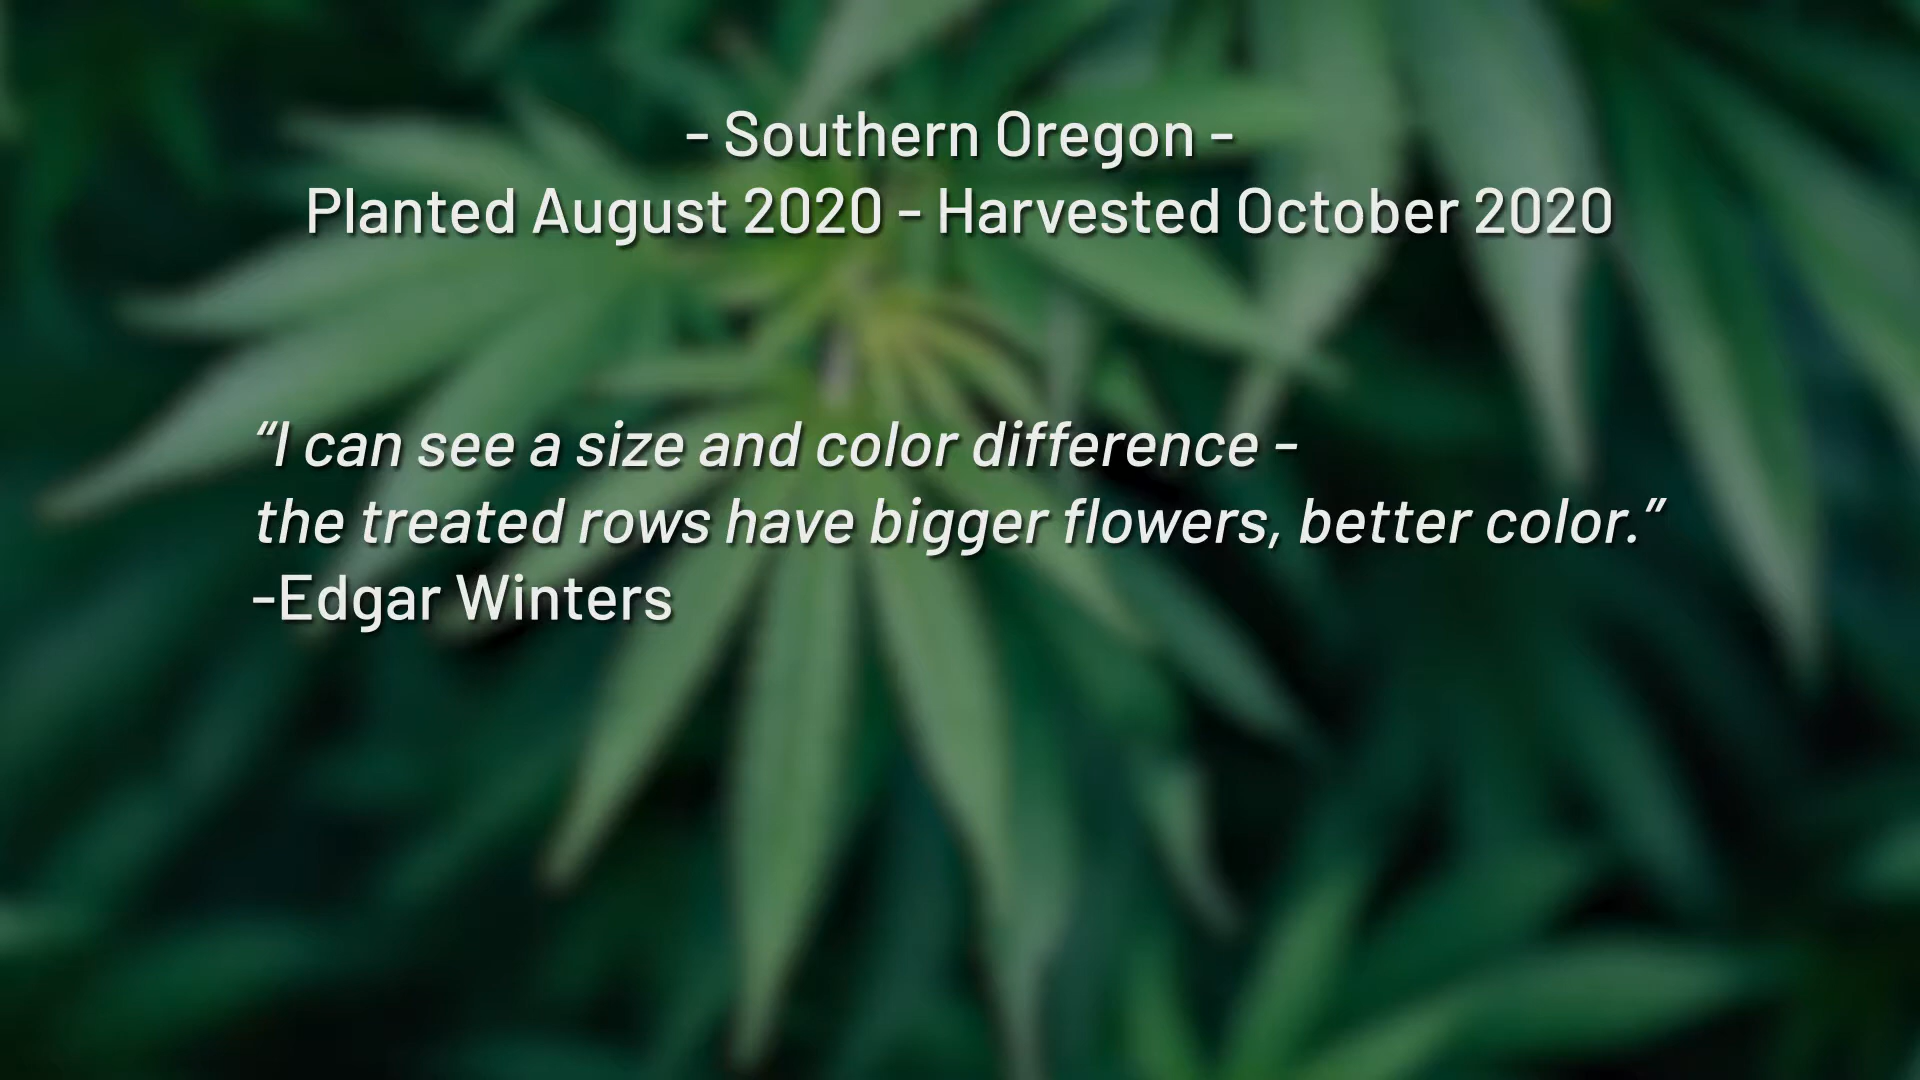 - Southern Oregon -
Planted August 2020 - Harvested October 2020
“I can see a size and color difference -
the treated rows have bigger flowers, better color.”
-Edgar Winters